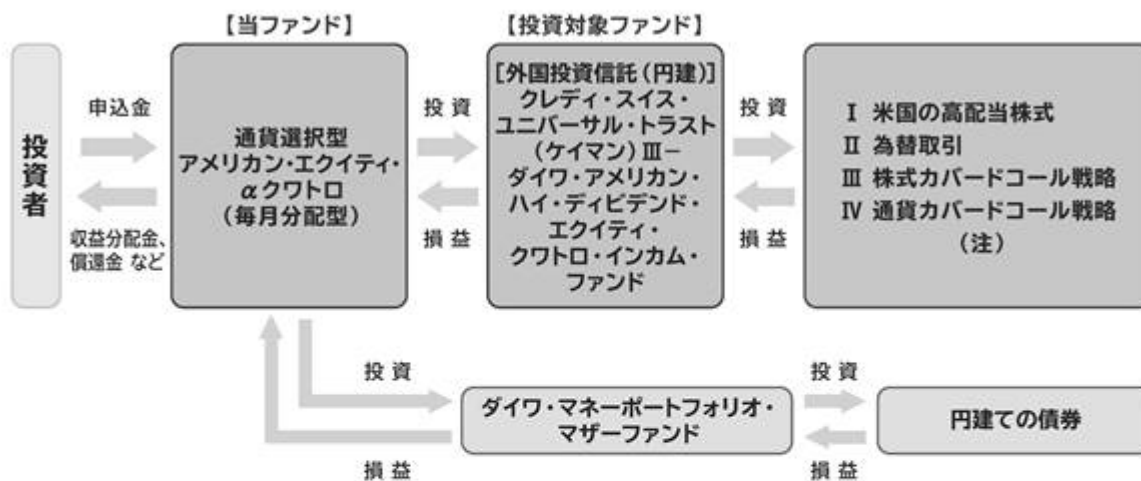 【当ファンド】
【投資対象ファンド】
投資者
申込金
収益分配金、
償還金 など
通貨選択型
アメリカン・エクイティ・
αクワトロ
(毎月分配型)
投 資
損 益
[外国投資信託(円建)]
クレディ・スイス・
ユニバーサル・トラスト
(ケイマン)Ⅲ−
ダイワ・アメリカン・
ハイ・ディビデンド・
エクイティ・
クワトロ・インカム・
ファンド
投 資
損 益
Ⅰ 米国の高配当株式
Ⅱ 為替取引
Ⅲ 株式カバードコール戦略
Ⅳ 通貨カバードコール戦略
(注)
投 資
損 益
ダイワ・マネーポートフォリオ・
マザーファンド
投 資
損 益
円建ての債券